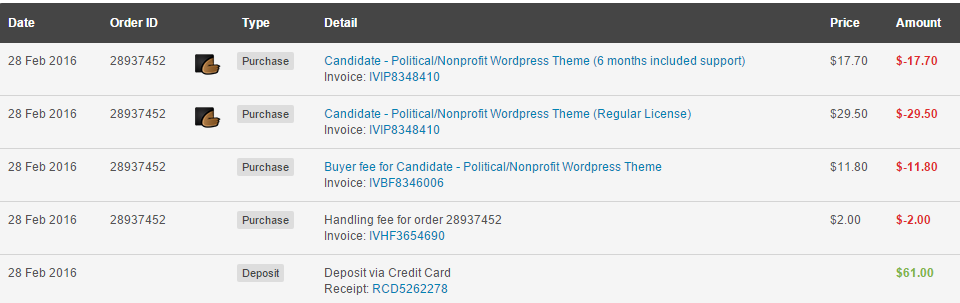 Date Order ID Type Detail Price Amount
28 Feb 2016 28937452 Purchase Candidate - Political/Nonprofit Wordpress Theme (6 months included support) $17.70 $-17.70
Invoice: IVIP8348410
28 Feb 2016 28937452 Purchase Candidate - Political/Nonprofit Wordpress Theme (Regular License) $29.50 $-29.50
Invoice: IVIP8348410
28 Feb 2016 28937452 Purchase Buyer fee for Candidate - Political/Nonprofit Wordpress Theme $11.80 $-11.80
Invoice: IVBF8346006
28 Feb 2016 28937452 Purchase Handling fee for order 28937452 $2.00 $-2.00
Invoice: IVHF3654690
28 Feb 2016 Deposit Deposit via Credit Card $61.00
Receipt: RCD5262278